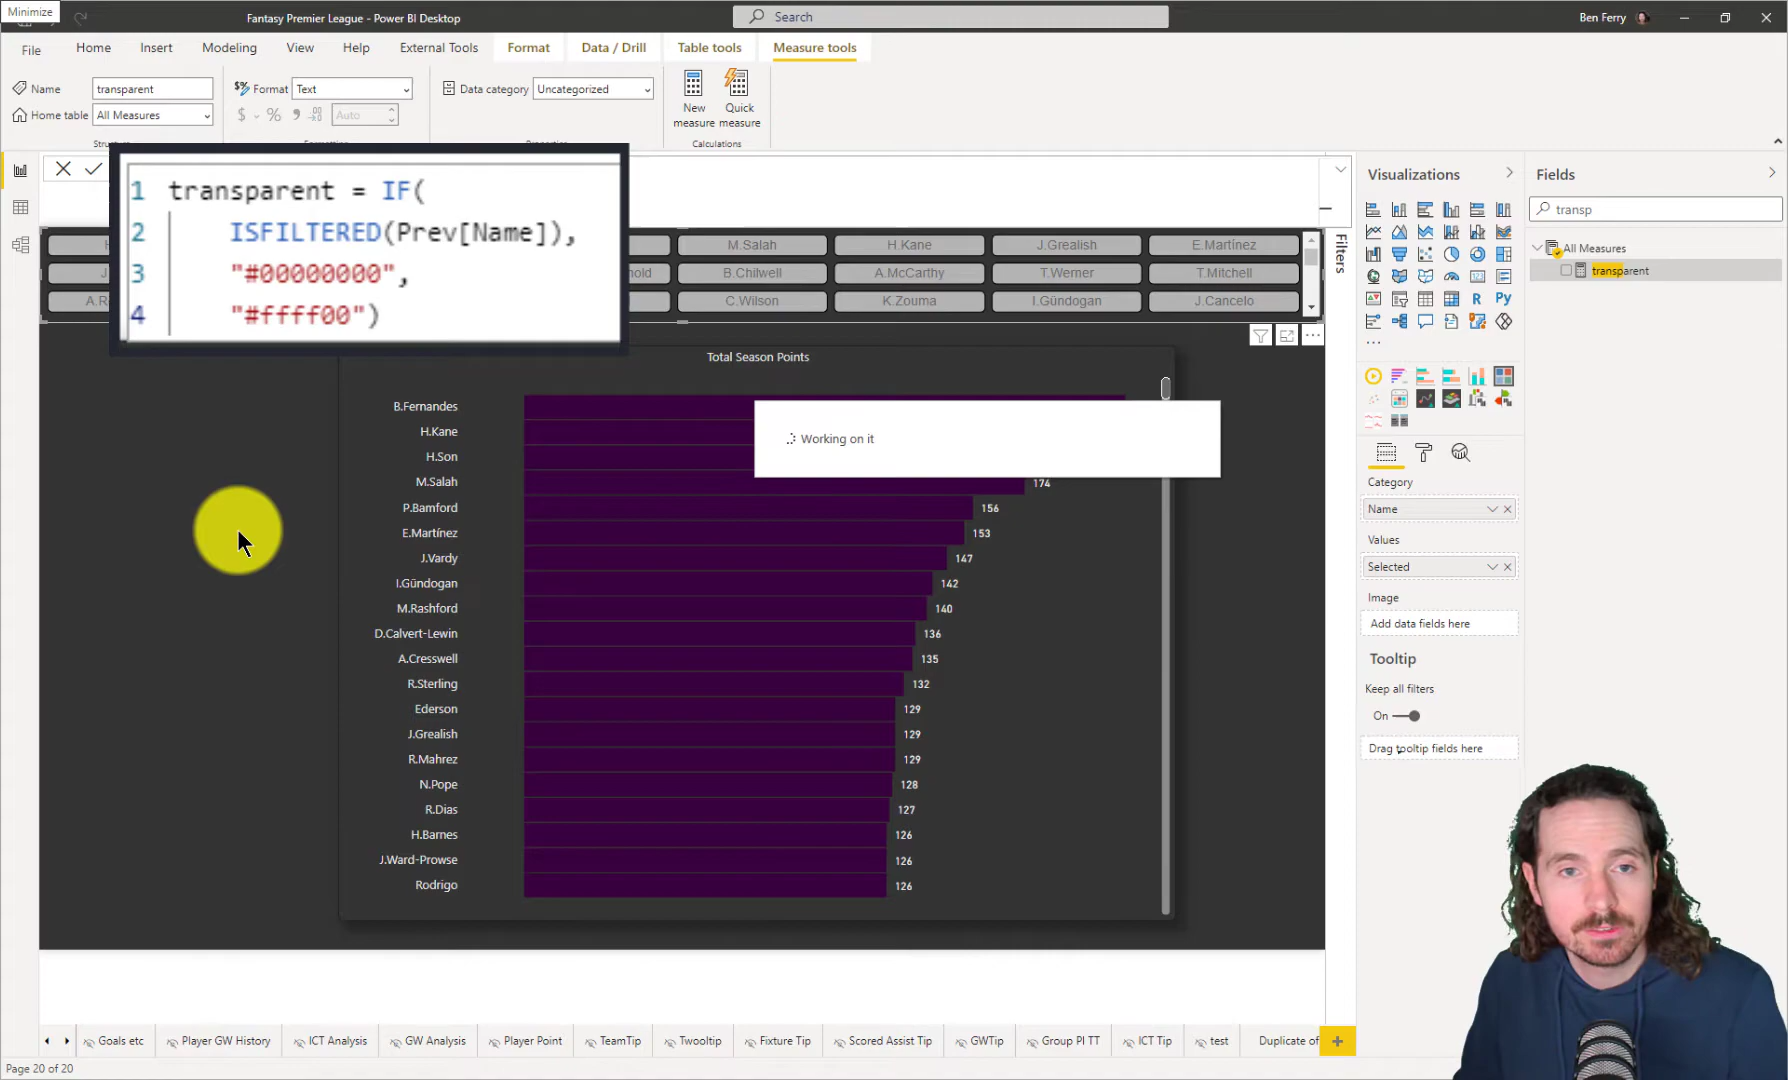 Minimize
Fantasy Premier League - Power BI Desktop
Search
Ben Ferry
File
Home
Insert
Modeling
View
Help
External Tools
Format
Data / Drill
Table tools
Measure tools
Name
transparent
Format
Text
Data category
Uncategorized
Home table
All Measures
$
%
Auto
New measure
Quick measure
Calculations
1 transparent = IF(
2 ISFILTERED(Prev[Name]),
3 "#00000000",
4 "#ffff00")
M.Salah
H.Kane
J.Grealish
E.Martínez
B.Chilwell
A.McCarthy
T.Werner
T.Mitchell
C.Wilson
K.Zouma
I.Gündogan
J.Cancelo
Total Season Points
B.Fernandes
H.Kane
H.Son
M.Salah 174
P.Bamford 156
E.Martínez 153
J.Vardy 147
I.Gündogan 142
M.Rashford 140
D.Calvert-Lewin 136
A.Cresswell 135
R.Sterling 132
Ederson 129
J.Grealish 129
R.Mahrez 129
N.Pope 128
R.Dias 127
H.Barnes 126
J.Ward-Prowse 126
Rodrigo 126
Working on it
Filters
Visualizations
R
Py
Category
Name
Values
Selected
Image
Add data fields here
Tooltip
Keep all filters
On
Drag tooltip fields here
Fields
transp
All Measures
transparent
Goals etc
Player GW History
ICT Analysis
GW Analysis
Player Point
TeamTip
Twooltip
Fixture Tip
Scored Assist Tip
GWTip
Group PI TT
ICT Tip
test
Duplicate of
Page 20 of 20